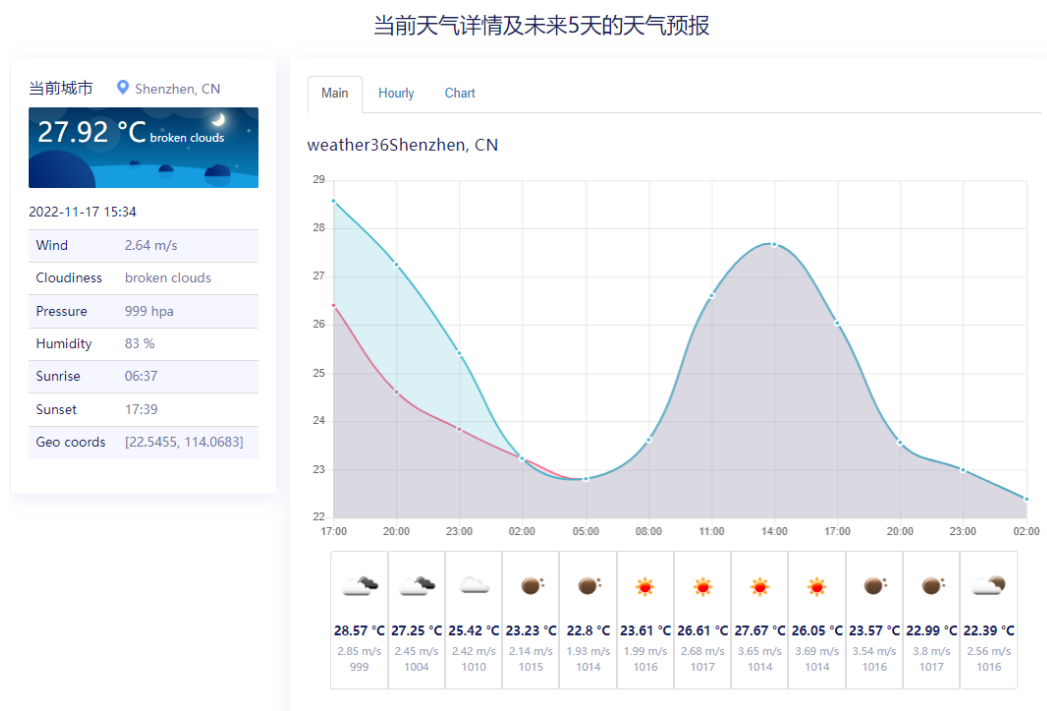 当前天气详情及未来5天的天气预报
当前城市 Shenzhen, CN
27.92 °C broken clouds
2022-11-17 15:34
Wind 2.64 m/s
Cloudiness broken clouds
Pressure 999 hpa
Humidity 83 %
Sunrise 06:37
Sunset 17:39
Geo coords [22.5455, 114.0683]
Main Hourly Chart
weather36Shenzhen, CN
29
28
27
26
25
24
23
22
17:00 20:00 23:00 02:00 05:00 08:00 11:00 14:00 17:00 20:00 23:00 02:00
28.57 °C 27.25 °C 25.42 °C 23.23 °C 22.8 °C 23.61 °C 26.61 °C 27.67 °C 26.05 °C 23.57 °C 22.99 °C 22.39 °C
2.85 m/s 2.45 m/s 2.42 m/s 2.14 m/s 1.93 m/s 1.99 m/s 2.68 m/s 3.65 m/s 3.69 m/s 3.54 m/s 3.8 m/s 2.56 m/s
999 1004 1010 1015 1014 1016 1017 1014 1014 1016 1017 1016